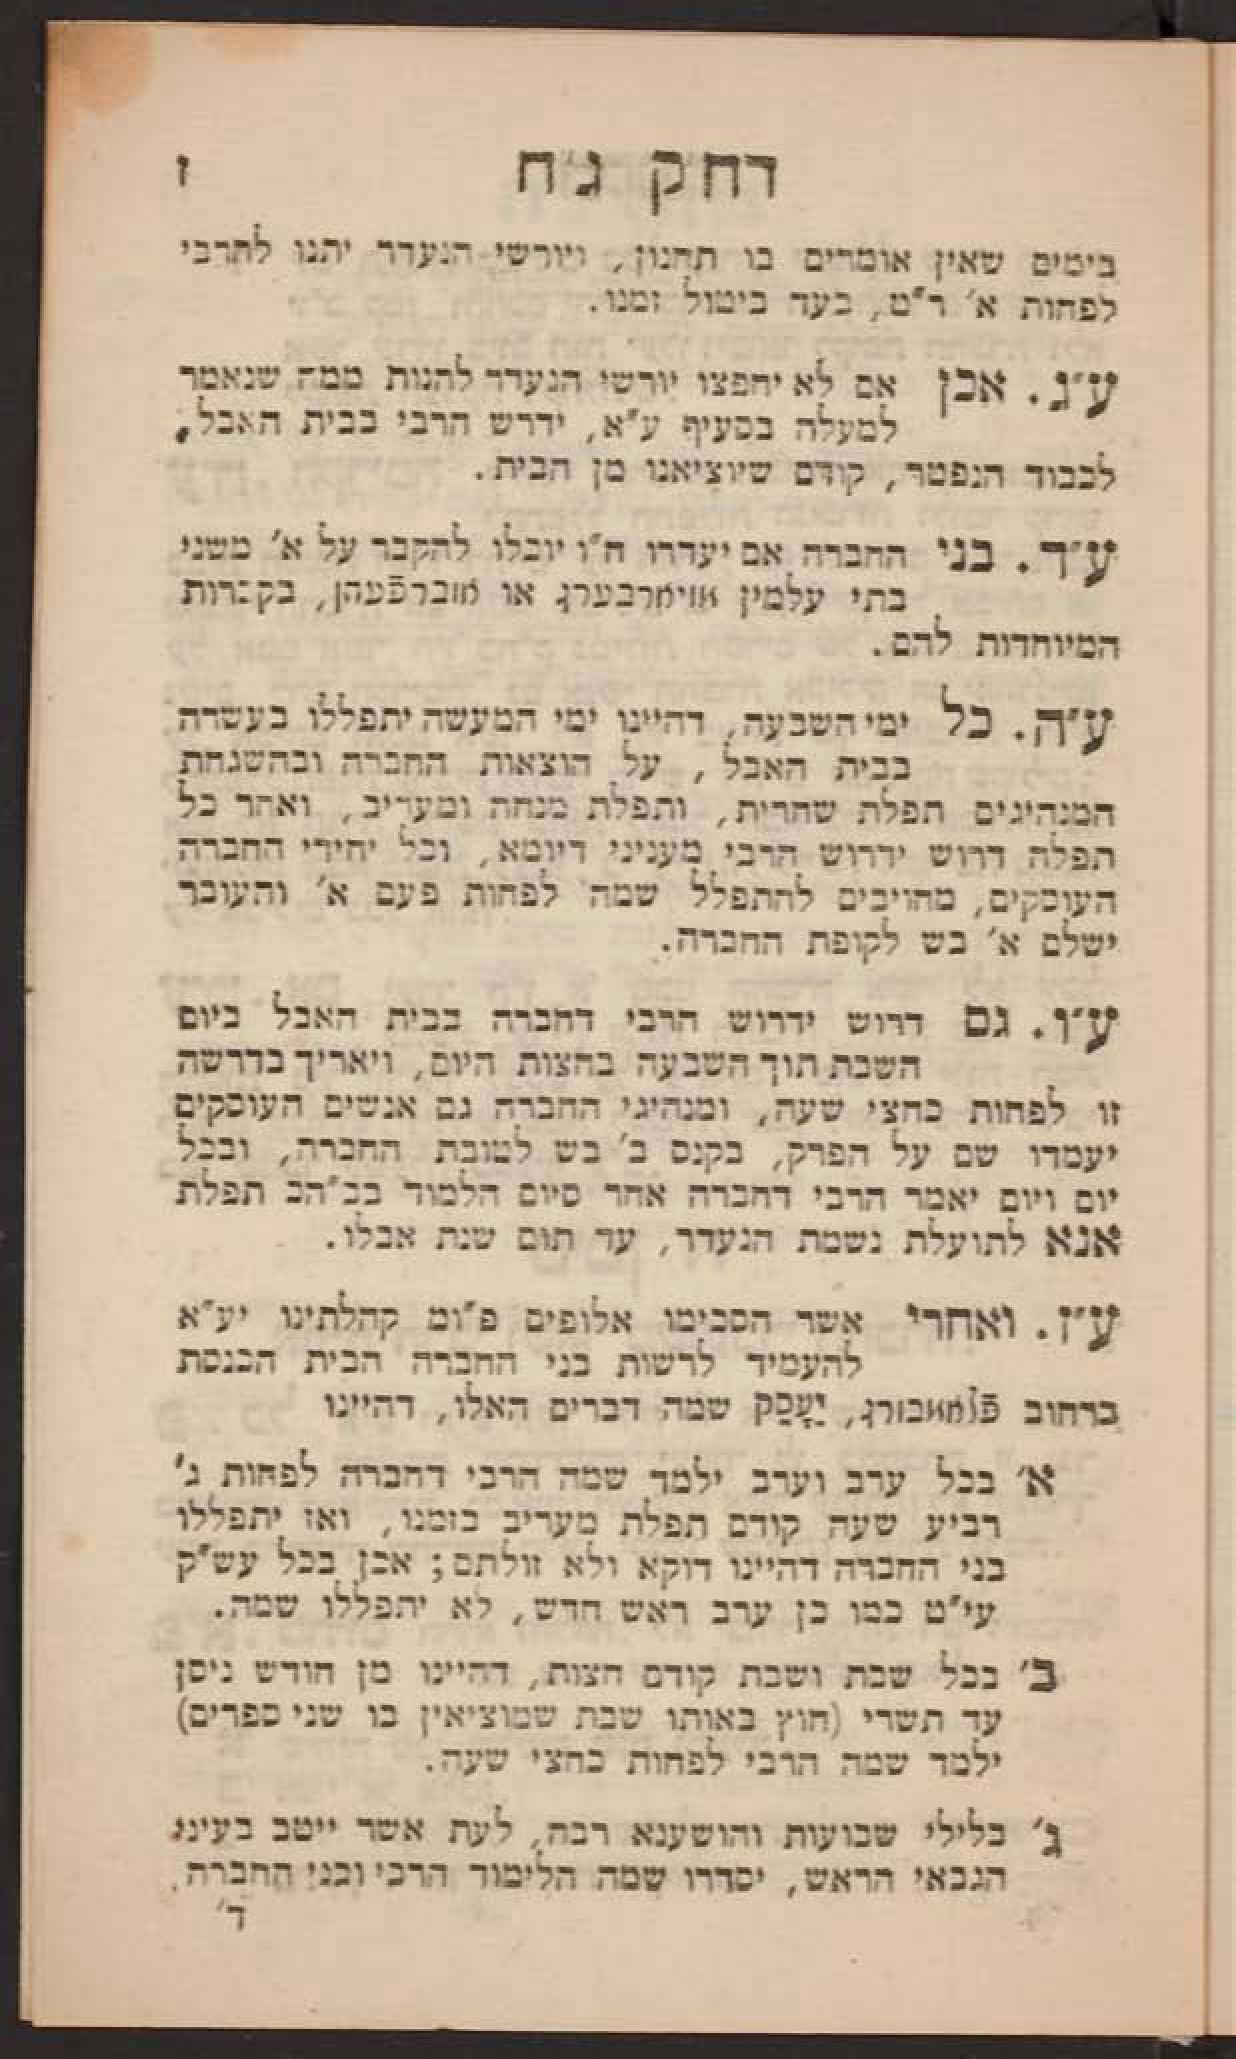 דחק גח ז
בימים שאין אומרים בו תחנון, ויורשי הנעדר יתנו להרבי
לפחות א׳ ר״ט, בעד ביטול זמנו.
ע״ג. אכן אם לא יחפצו יורשי הנעדר להנות ממה שנאמר
למעלה בסעיף ע״א, ידרש הרבי בבית האבל,
לכבוד הנפטר, קודם שיוציאנו מן הבית.
ע״ד. בני החברה אם יעדרו ח״ו יוכלו להקבר על א׳ משני
בתי עלמין או בקברות
המיוחדות להם.
ע״ה. כל ימי השבעה, דהיינו ימי המעשה יתפללו בעשרה
בבית האבל, על הוצאות החברה ובהשגחת
המנהיגים תפלת שחרית, ותפלת מנחה ומעריב, ואחר כל
תפלה דרוש ידרוש הרבי מעניני דיומא, וכל יחידי החברה
העוסקים, מחויבים להתפלל שמה לפחות פעם א׳ והעובר
ישלם א׳ בש לקופת החברה.
ע״ו. גם דרוש ידרוש הרבי דחברה בבית האבל ביום
השבת תוך השבעה בחצות היום, ויאריך בדרשה
זו לפחות כחצי שעה, ומנהיגי החברה גם אנשים העוסקים
יעמדו שם על הפרק, בקנס ב׳ בש לטובת החברה, ובכל
יום ויום יאמר הרבי דחברה אחר סיום הלמוד בב״הכ תפלת
אנא לתועלת נשמת הנעדר, עד תום שנת אבלו.
ע״ז. ואחרי אשר הסכימו אלופים פ״ומ קהלתינו יע״א
להעמיד לרשות בני החברה הבית הכנסת
ברחוב שמה דברים האלו, דהיינו
א׳ בכל ערב וערב ילמד שמה הרבי דחברה לפחות ג׳
רביע שעה קודם תפלת מעריב בזמנו, ואז יתפללו
בני החברה דהיינו דוקא ולא זולתם; אכן בכל עש״ק
עי״ט כמו כן ערב ראש חדש, לא יתפללו שמה.
ב׳ בכל שבת ושבת קודם חצות, דהיינו מן חודש ניסן
עד תשרי (חוץ באותו שבת שמוציאין בו שני ספרים)
ילמד שמה הרבי לפחות כחצי שעה.
ג׳ בלילי שבועות והושענא רבה, לעת אשר ייטב בעיני
הגבאי הראש, יסדרו שמה הלימוד הרבי ובני החברה.
ד׳